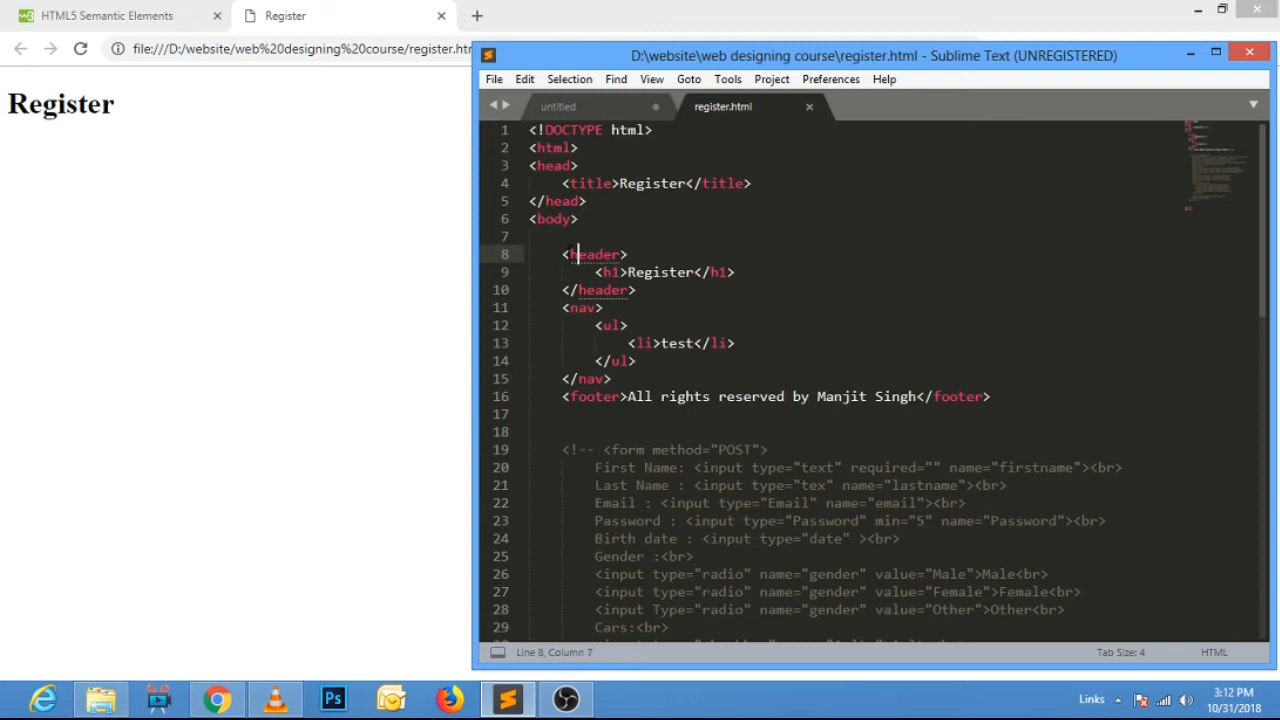 HTML5 Semantic Elements
Register
file:///D:/website/web%20designing%20course/register.htm
Register
D:\website\web designing course\register.html - Sublime Text (UNREGISTERED)
File Edit Selection Find View Goto Tools Project Preferences Help
untitled
register.html
1 <!DOCTYPE html>
2 <html>
3 <head>
4 <title>Register</title>
5 </head>
6 <body>
7
8 <header>
9 <h1>Register</h1>
10 </header>
11 <nav>
12 <ul>
13 <li>test</li>
14 </ul>
15 </nav>
16 <footer>All rights reserved by Manjit Singh</footer>
17
18
19 <!-- <form method="POST">
20 First Name: <input type="text" required="" name="firstname"><br>
21 Last Name : <input type="tex" name="lastname"><br>
22 Email : <input type="Email" name="email"><br>
23 Password : <input type="Password" min="5" name="Password"><br>
24 Birth date : <input type="date" ><br>
25 Gender :<br>
26 <input type="radio" name="gender" value="Male">Male<br>
27 <input type="radio" name="gender" value="Female">Female<br>
28 <input Type="radio" name="gender" value="Other">Other<br>
29 Cars:<br>
Line 8, Column 7
Tab Size: 4
HTML
Ps
Links
3:12 PM
10/31/2018